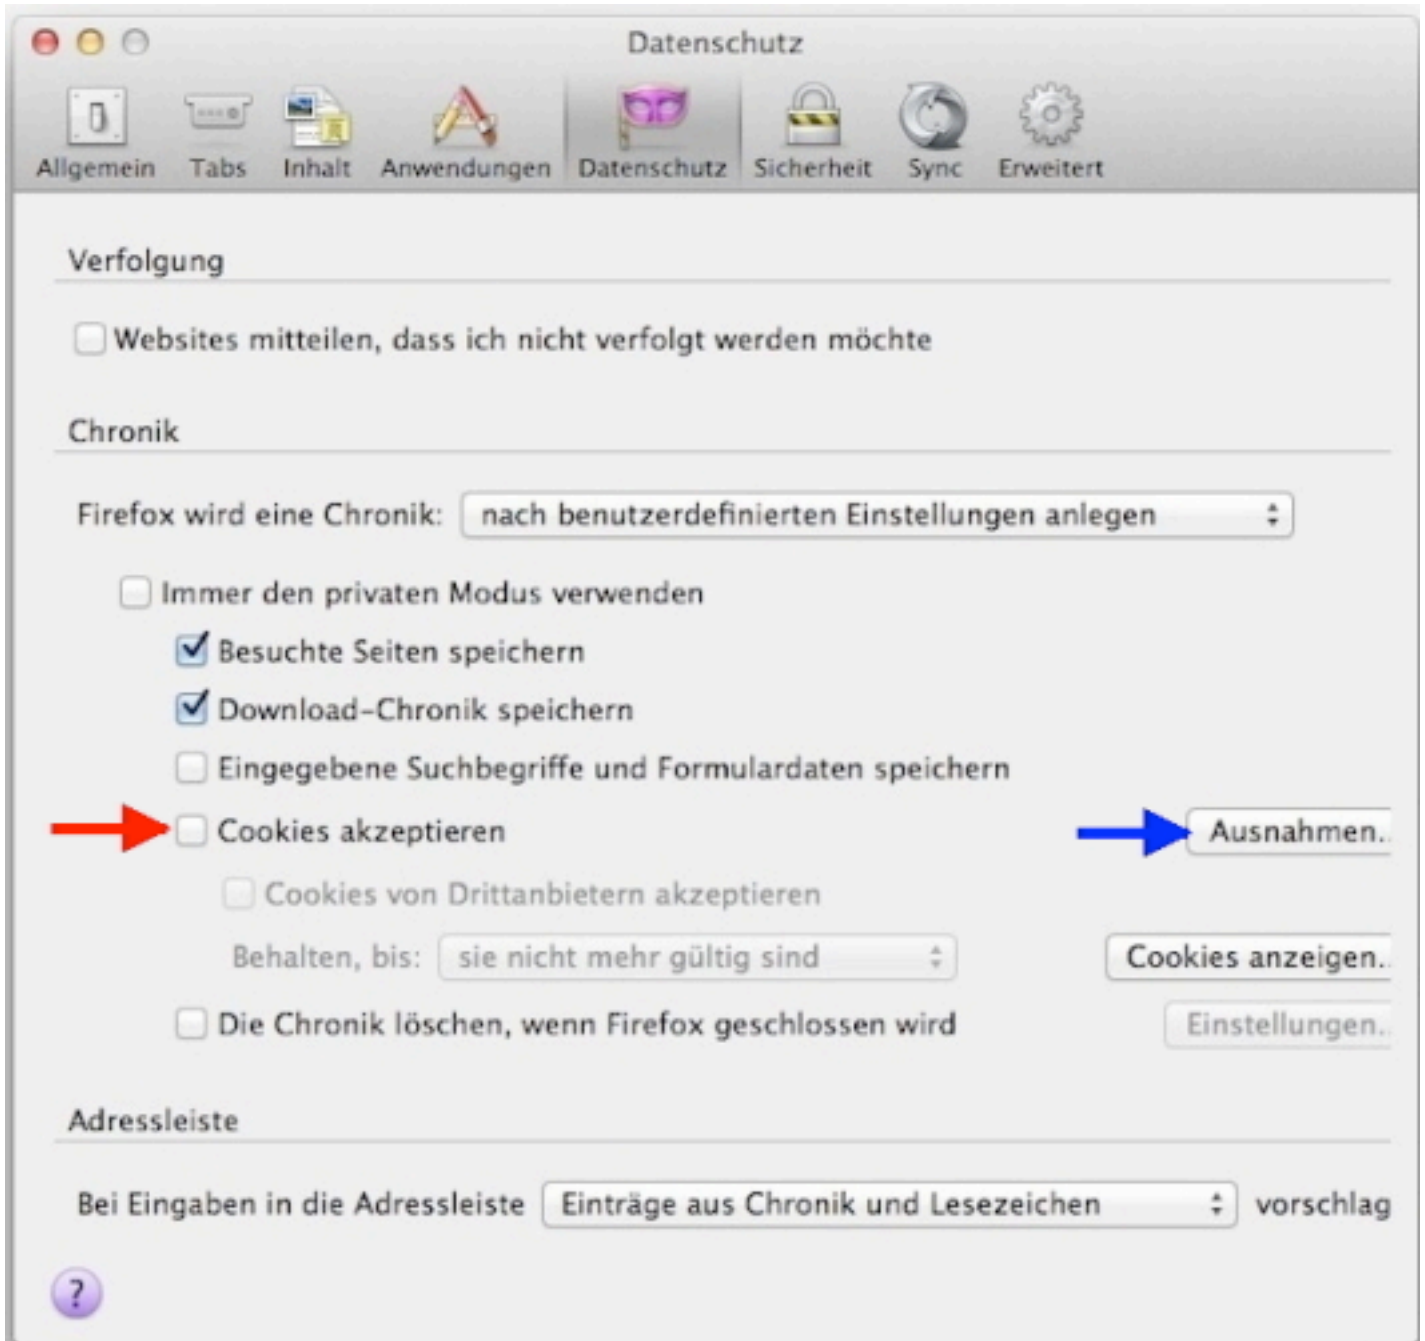 Datenschutz
Allgemein Tabs Inhalt Anwendungen Datenschutz Sicherheit Sync Erweitert
Verfolgung
Websites mitteilen, dass ich nicht verfolgt werden möchte
Chronik
Firefox wird eine Chronik: nach benutzerdefinierten Einstellungen anlegen
Immer den privaten Modus verwenden
Besuchte Seiten speichern
Download-Chronik speichern
Eingegebene Suchbegriffe und Formulardaten speichern
Cookies akzeptieren Ausnahmen..
Cookies von Drittanbietern akzeptieren
Behalten, bis: sie nicht mehr gültig sind Cookies anzeigen..
Die Chronik löschen, wenn Firefox geschlossen wird Einstellungen..
Adressleiste
Bei Eingaben in die Adressleiste Einträge aus Chronik und Lesezeichen vorschlag
?